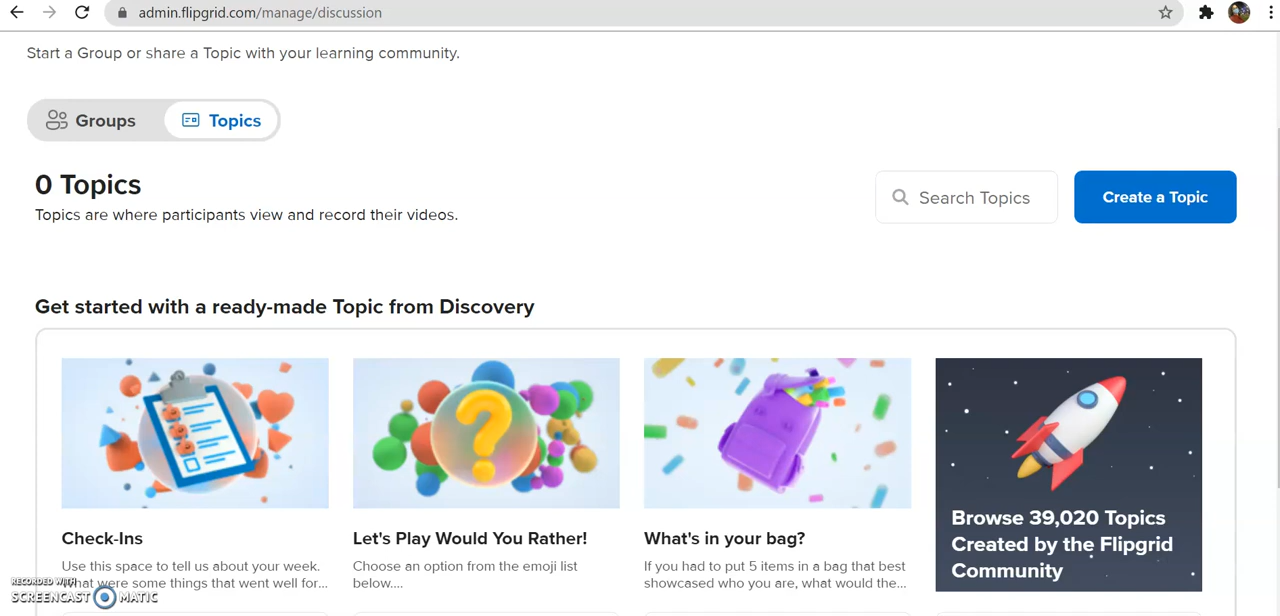 admin.flipgrid.com/manage/discussion
Start a Group or share a Topic with your learning community.
Groups
Topics
0 Topics
Topics are where participants view and record their videos.
Search Topics
Create a Topic
Get started with a ready-made Topic from Discovery
Check-Ins
Use this space to tell us about your week.
What were some things that went well for...
Let's Play Would You Rather!
Choose an option from the emoji list
below....
What's in your bag?
If you had to put 5 items in a bag that best
showcased who you are, what would the...
Browse 39,020 Topics
Created by the Flipgrid
Community
RECORDED WITH
SCREENCAST MATIC